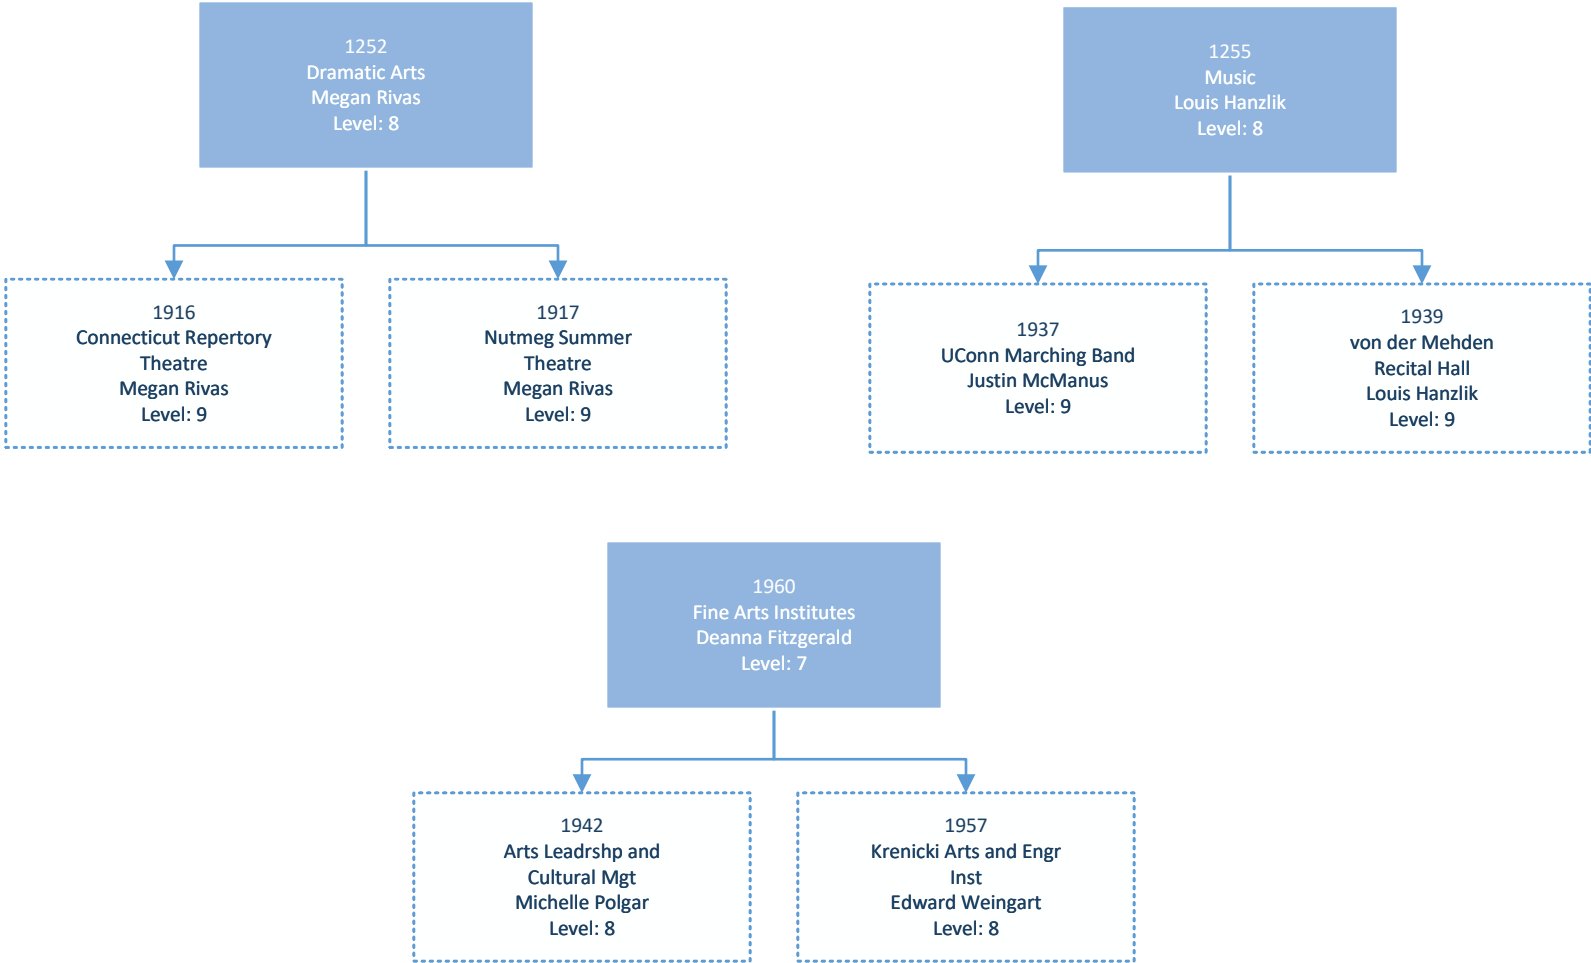 1252
Dramatic Arts
Megan Rivas
Level: 8
1255
Music
Louis Hanzlik
Level: 8
1916
Connecticut Repertory
Theatre
Megan Rivas
Level: 9
1917
Nutmeg Summer
Theatre
Megan Rivas
Level: 9
1937
UConn Marching Band
Justin McManus
Level: 9
1939
von der Mehden
Recital Hall
Louis Hanzlik
Level: 9
1960
Fine Arts Institutes
Deanna Fitzgerald
Level: 7
1942
Arts Leadrshp and
Cultural Mgt
Michelle Polgar
Level: 8
1957
Krenicki Arts and Engr
Inst
Edward Weingart
Level: 8